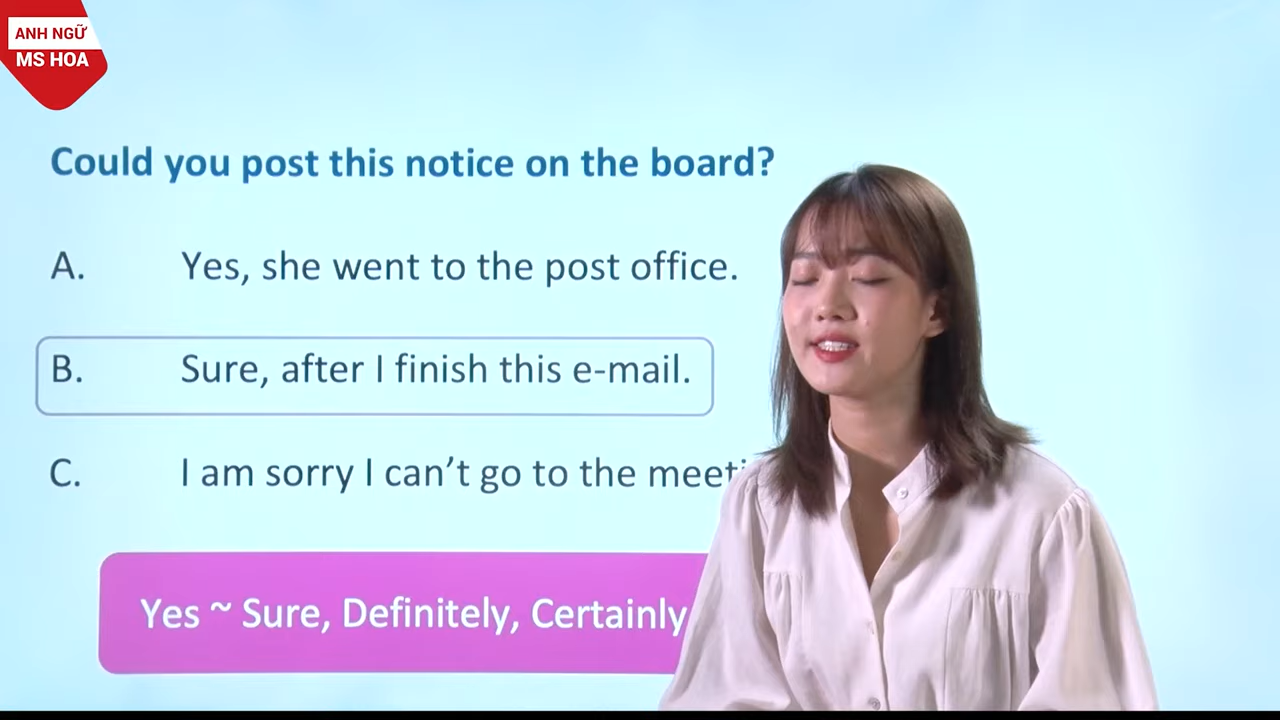 ANH NGỮ
MS HOA
Could you post this notice on the board?
A. Yes, she went to the post office.
B. Sure, after I finish this e-mail.
C. I am sorry I can't go to the
Yes ~ Sure, Definitely, Certainly